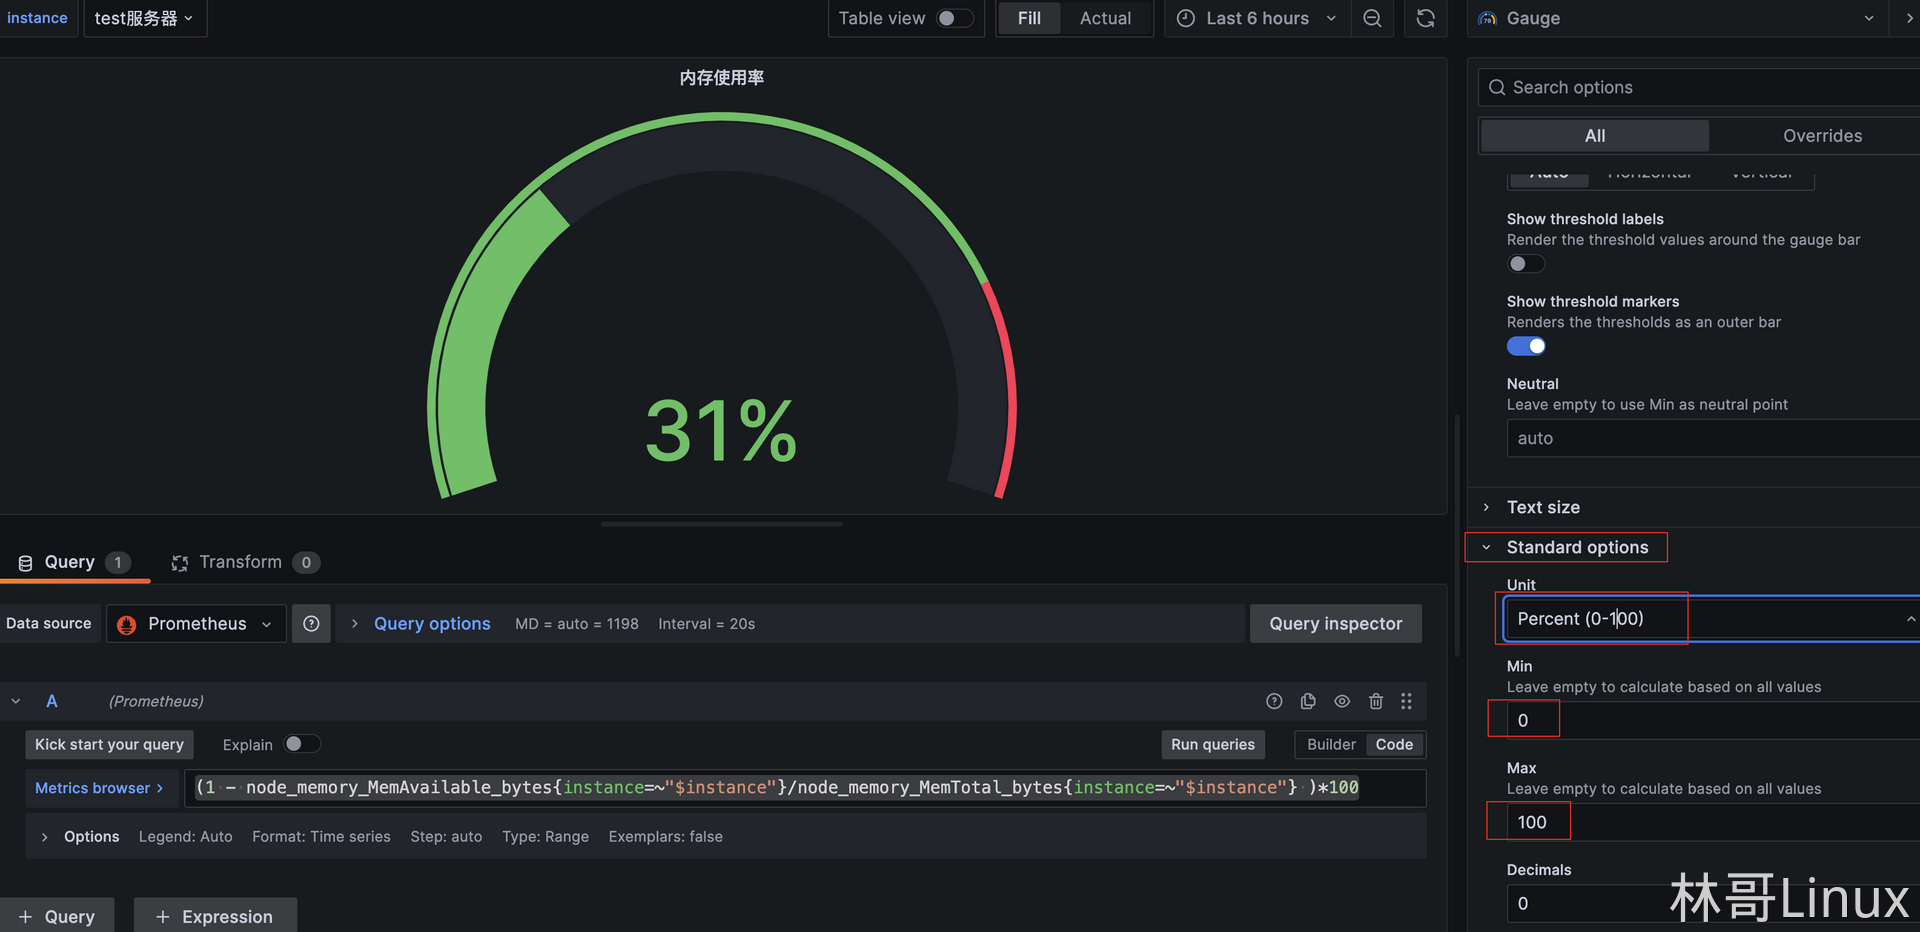 instance
test服务器
Table view
Fill
Actual
Last 6 hours
Gauge
内存使用率
31%
Search options
All
Overrides
Auto
Horizontal
Vertical
Show threshold labels
Render the threshold values around the gauge bar
Show threshold markers
Renders the thresholds as an outer bar
Neutral
Leave empty to use Min as neutral point
auto
Text size
Standard options
Unit
Percent (0-100)
Min
Leave empty to calculate based on all values
0
Max
Leave empty to calculate based on all values
100
Decimals
0
Query 1
Transform 0
Data source
Prometheus
Query options
MD = auto = 1198
Interval = 20s
Query inspector
A
(Prometheus)
Kick start your query
Explain
Run queries
Builder
Code
Metrics browser >
(1 - node_memory_MemAvailable_bytes{instance=~"$instance"}/node_memory_MemTotal_bytes{instance=~"$instance"} )*100
Options
Legend: Auto
Format: Time series
Step: auto
Type: Range
Exemplars: false
+ Query
+ Expression
林哥Linux